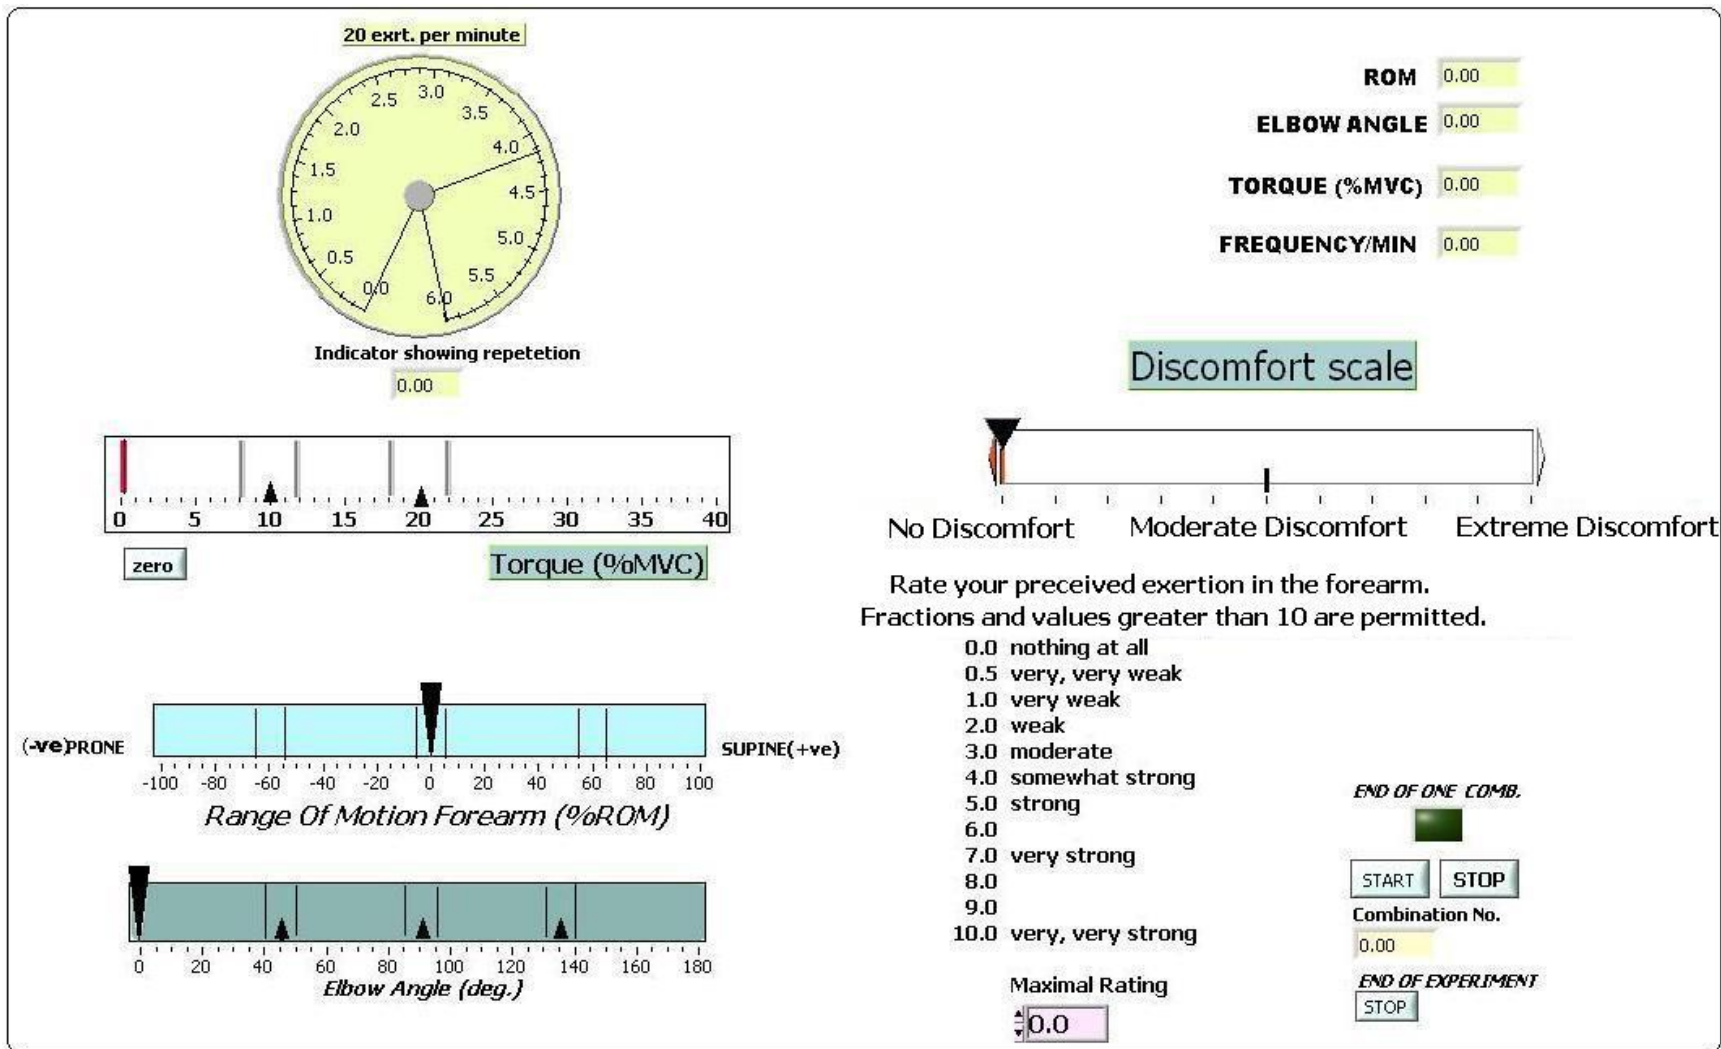 20 exrt. per minute
0.0
0.5
1.0
1.5
2.0
2.5
3.0
3.5
4.0
4.5
5.0
5.5
6.0
Indicator showing repetetion
0.00
0 5 10 15 20 25 30 35 40
zero
Torque (%MVC)
(-ve)PRONE
SUPINE(+ve)
-100 -80 -60 -40 -20 0 20 40 60 80 100
Range Of Motion Forearm (%ROM)
0 20 40 60 80 100 120 140 160 180
Elbow Angle (deg.)
ROM 0.00
ELBOW ANGLE 0.00
TORQUE (%MVC) 0.00
FREQUENCY/MIN 0.00
Discomfort scale
No Discomfort Moderate Discomfort Extreme Discomfort
Rate your preceived exertion in the forearm.
Fractions and values greater than 10 are permitted.
0.0 nothing at all
0.5 very, very weak
1.0 very weak
2.0 weak
3.0 moderate
4.0 somewhat strong
5.0 strong
6.0
7.0 very strong
8.0
9.0
10.0 very, very strong
Maximal Rating
0.0
END OF ONE COMB.
START STOP
Combination No.
0.00
END OF EXPERIMENT
STOP